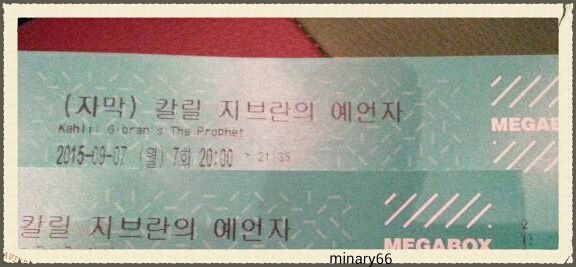 (자막) 칼릴 지브란의 예언자
Kahlil Gibran's The Prophet
2015-09-07 (월) 7회 20:00 ~ 21:35
MEGAB
칼릴 지브란의 예언자
MEGABOX
minary66